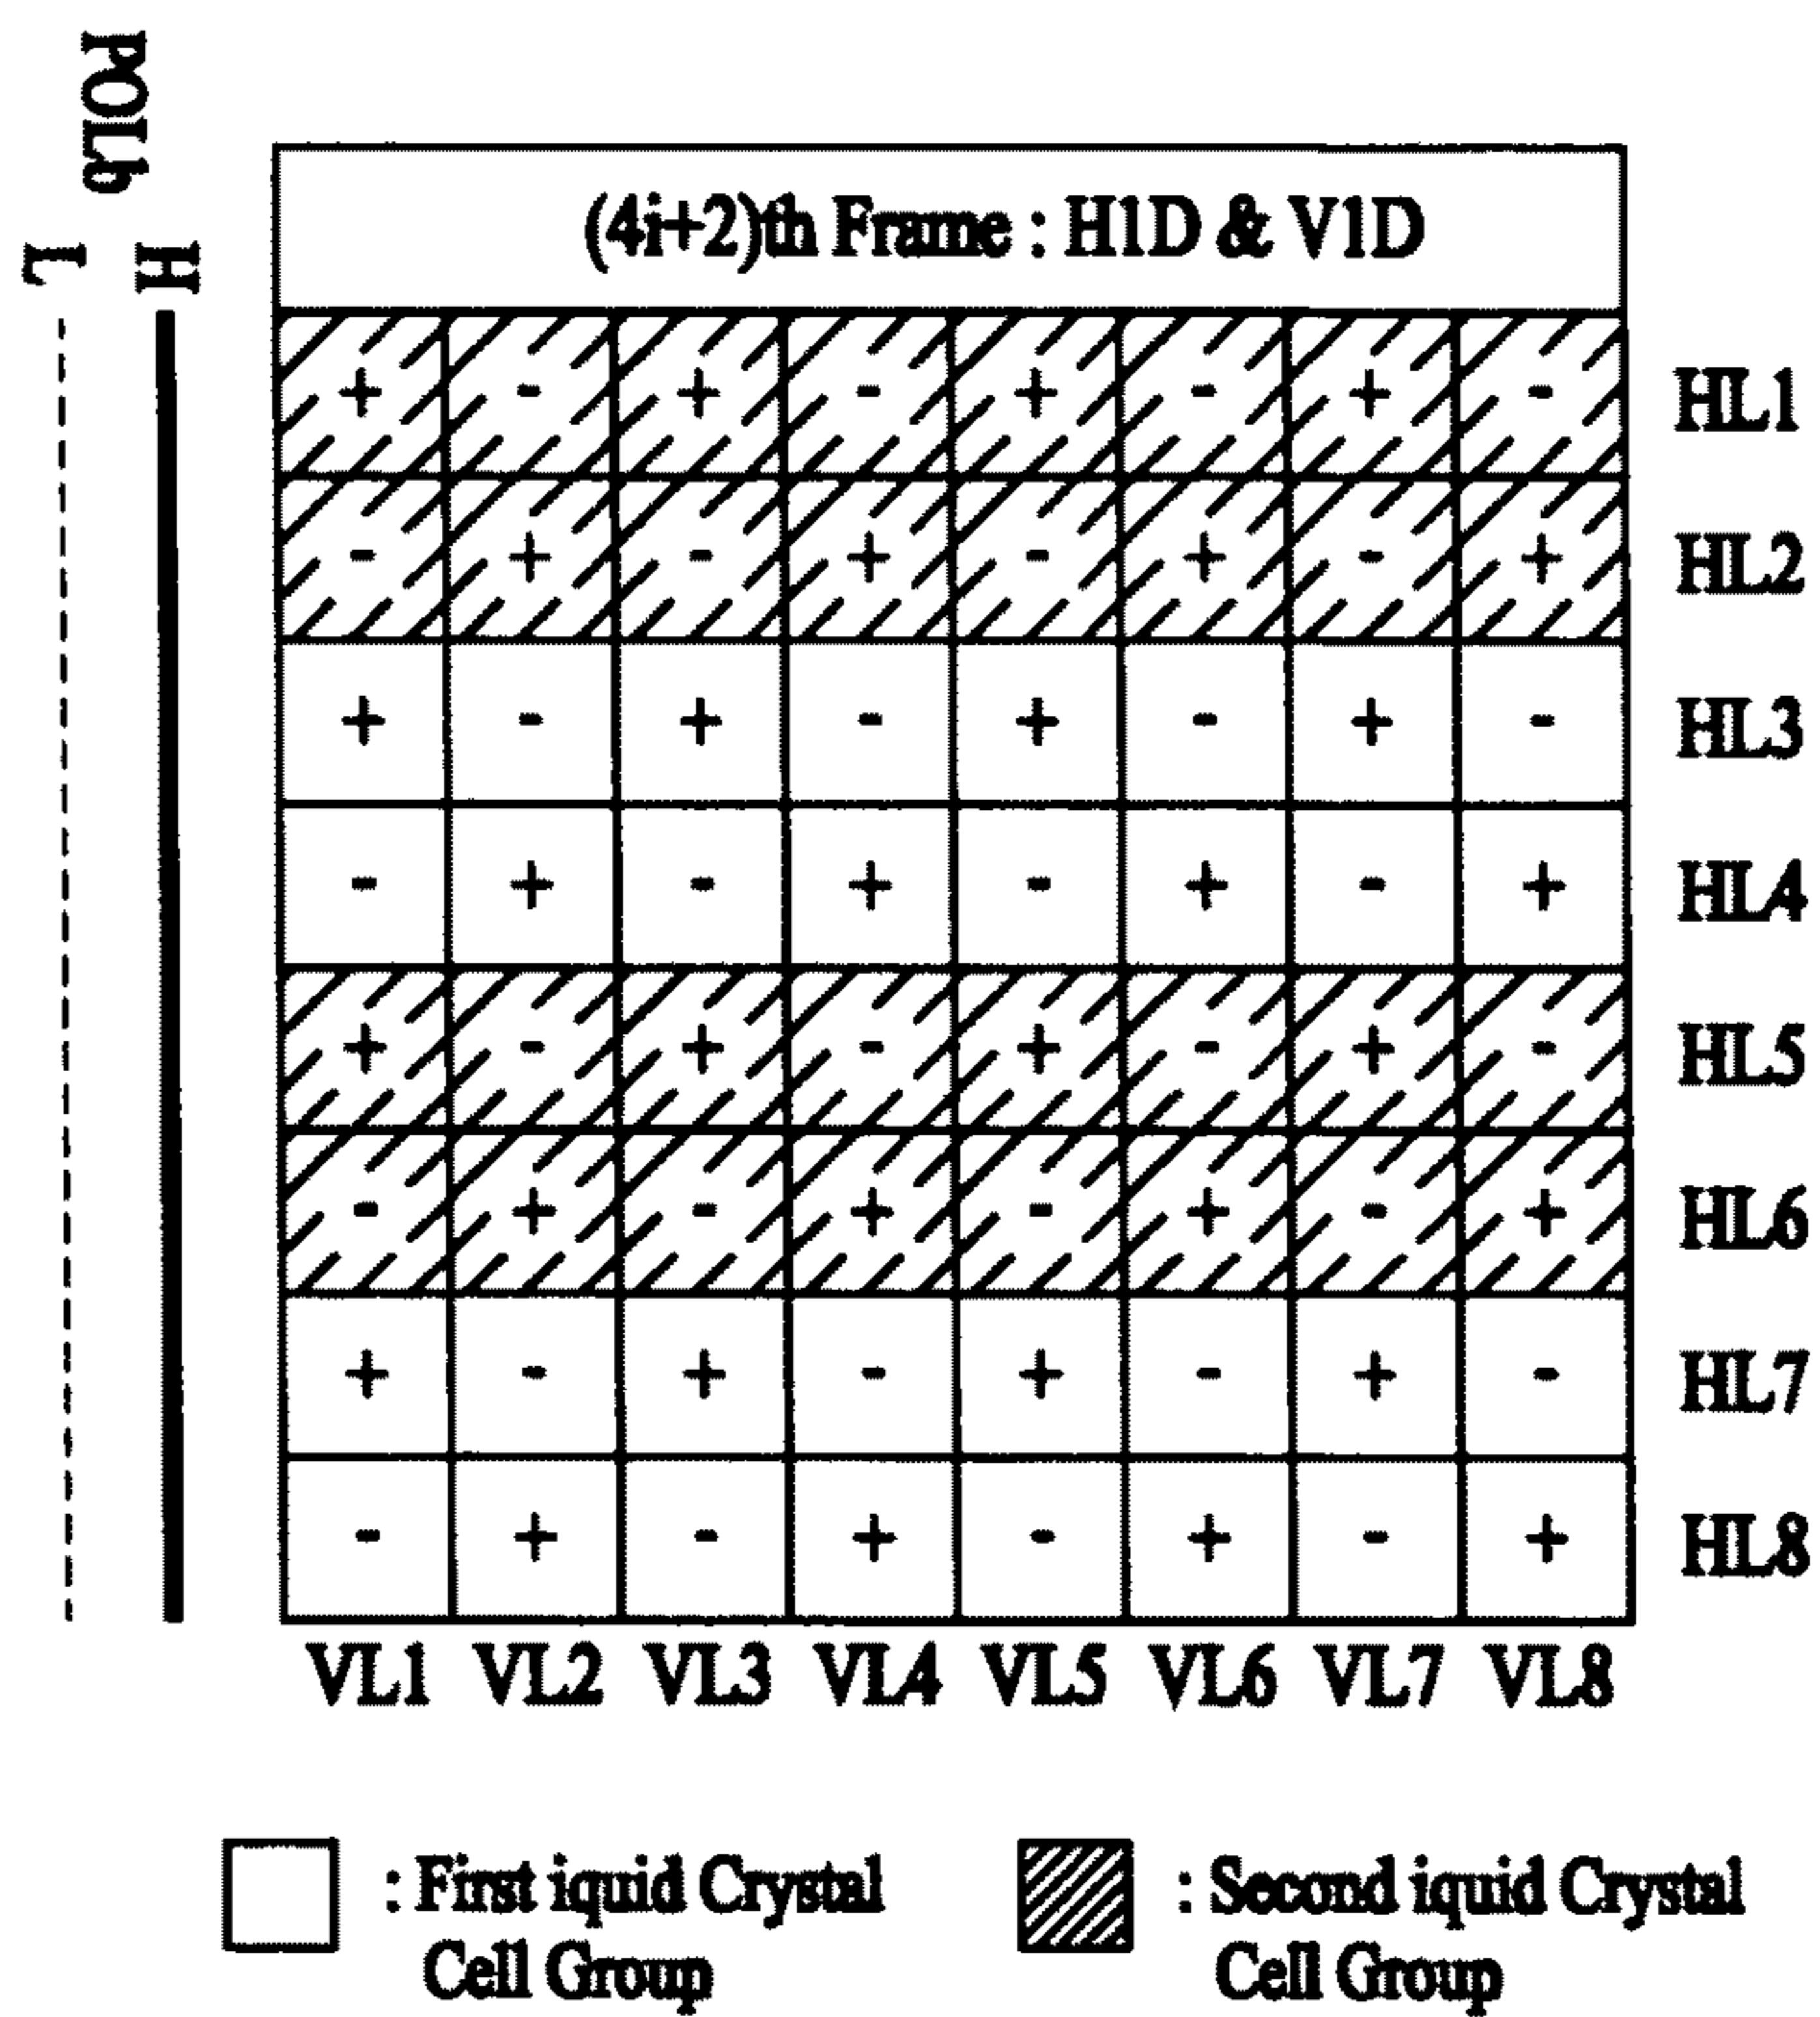 POLb
L
H
(4i+2)th Frame : H1D & V1D
+ - + - + - + - HL1
- + - + - + - + HL2
+ - + - + - + - HL3
- + - + - + - + HL4
+ - + - + - + - HL5
- + - + - + - + HL6
+ - + - + - + - HL7
- + - + - + - + HL8
VL1 VL2 VL3 VL4 VL5 VL6 VL7 VL8
: First iquid Crystal
Cell Group
: Second iquid Crystal
Cell Group